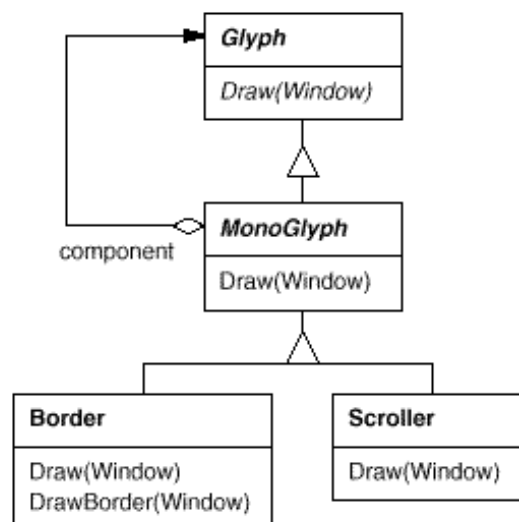 Glyph
Draw(Window)
MonoGlyph
component
Draw(Window)
Border
Draw(Window)
DrawBorder(Window)
Scroller
Draw(Window)